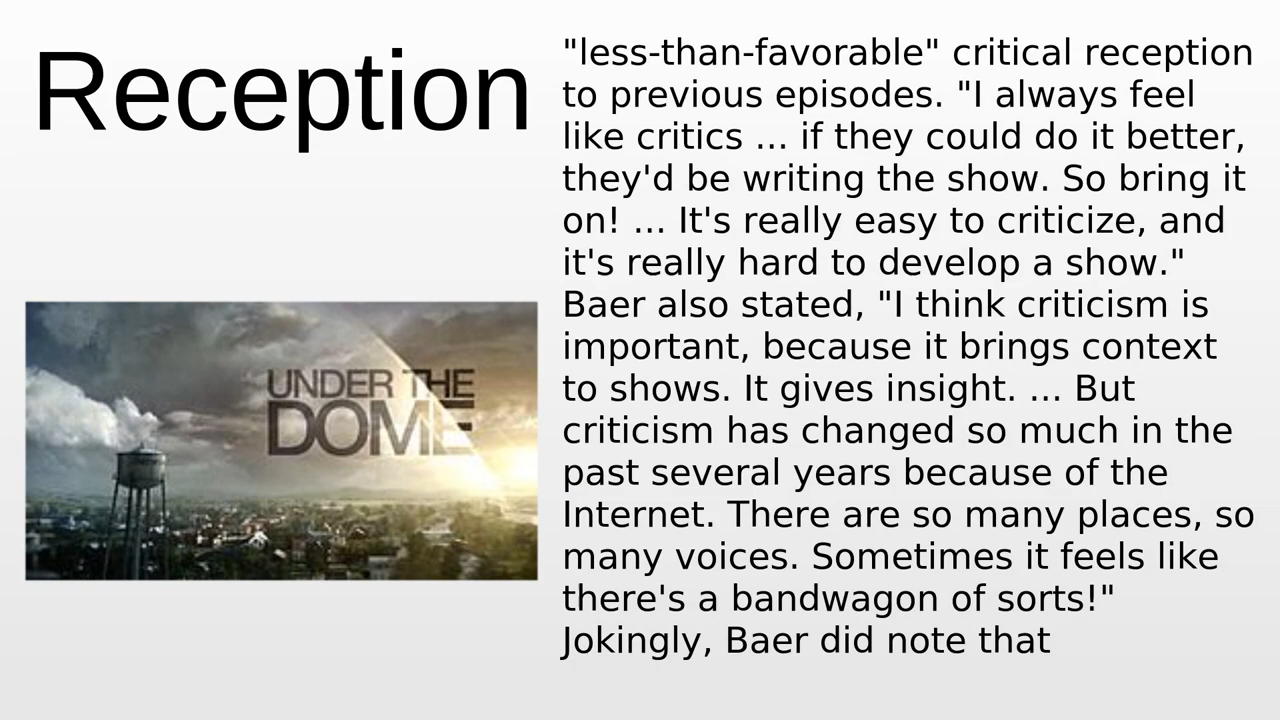 Reception
"less-than-favorable" critical reception
to previous episodes. "I always feel
like critics ... if they could do it better,
they'd be writing the show. So bring it
on! ... It's really easy to criticize, and
it's really hard to develop a show."
Baer also stated, "I think criticism is
important, because it brings context
to shows. It gives insight. ... But
criticism has changed so much in the
past several years because of the
Internet. There are so many places, so
many voices. Sometimes it feels like
there's a bandwagon of sorts!"
Jokingly, Baer did note that
UNDER THE
DOME